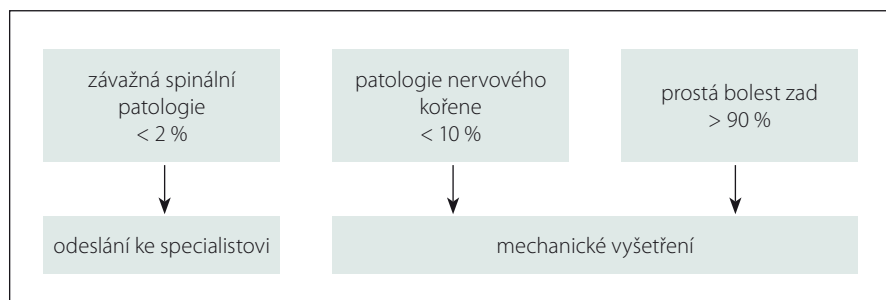 závažná spinální
patologie
< 2 %
patologie nervového
kořene
< 10 %
prostá bolest zad
> 90 %
odeslání ke specialistovi
mechanické vyšetření